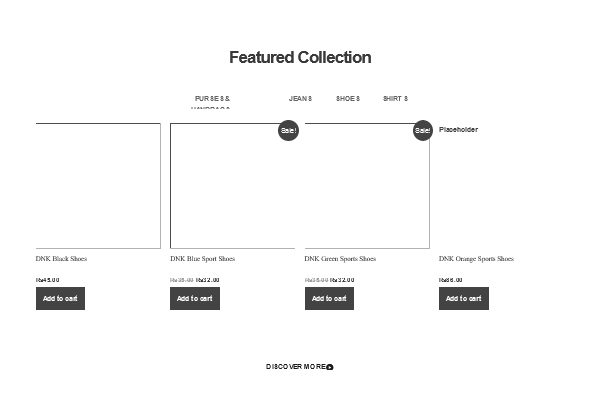 Featured Collection
PURSES &
HANDBAGS
JEANS
SHOES
SHIRTS
Sale!
Sale!
Placeholder
DNK Black Shoes
DNK Blue Sport Shoes
DNK Green Sports Shoes
DNK Orange Sports Shoes
₨45.00
₨35.00 ₨32.00
₨35.00 ₨32.00
₨36.00
Add to cart
Add to cart
Add to cart
Add to cart
DISCOVER MORE